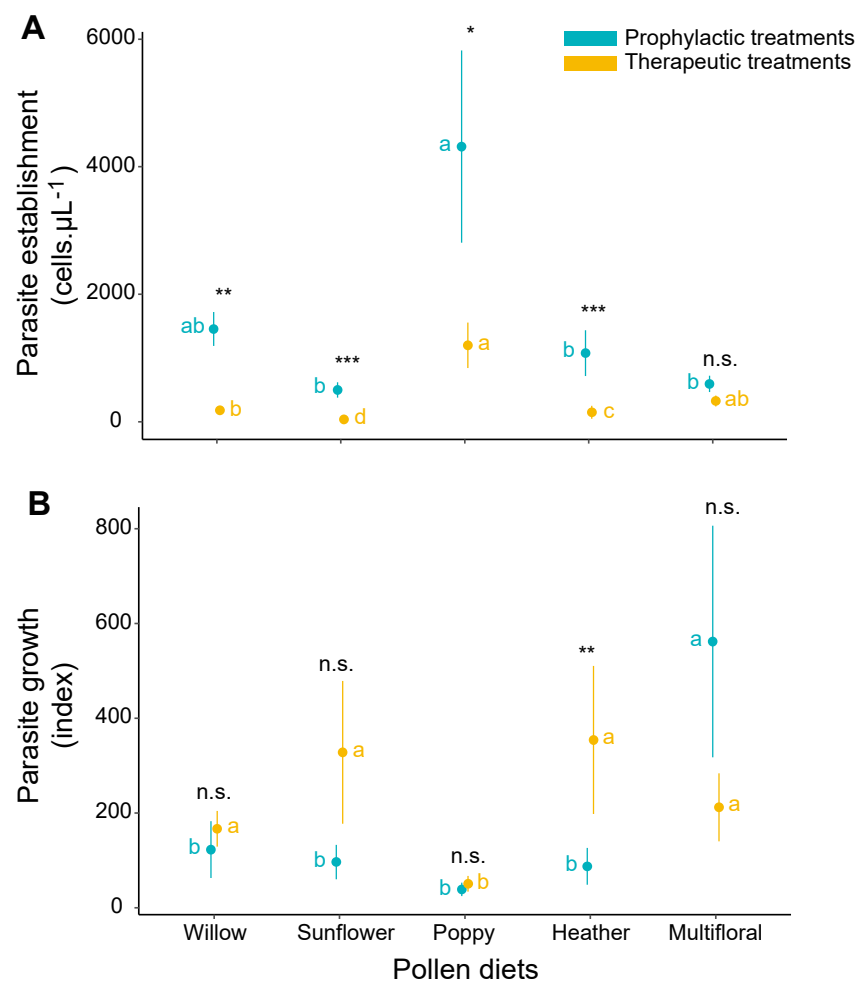 A
Prophylactic treatments
Therapeutic treatments
Parasite establishment
(cells.µL⁻¹)
6000
4000
2000
0
*
a
a
**
ab
b
***
b
d
***
b
c
n.s.
b
ab
B
Parasite growth
(index)
800
600
400
200
0
n.s.
b
a
n.s.
a
b
n.s.
b
b
**
a
b
n.s.
a
a
Willow
Sunflower
Poppy
Heather
Multifloral
Pollen diets